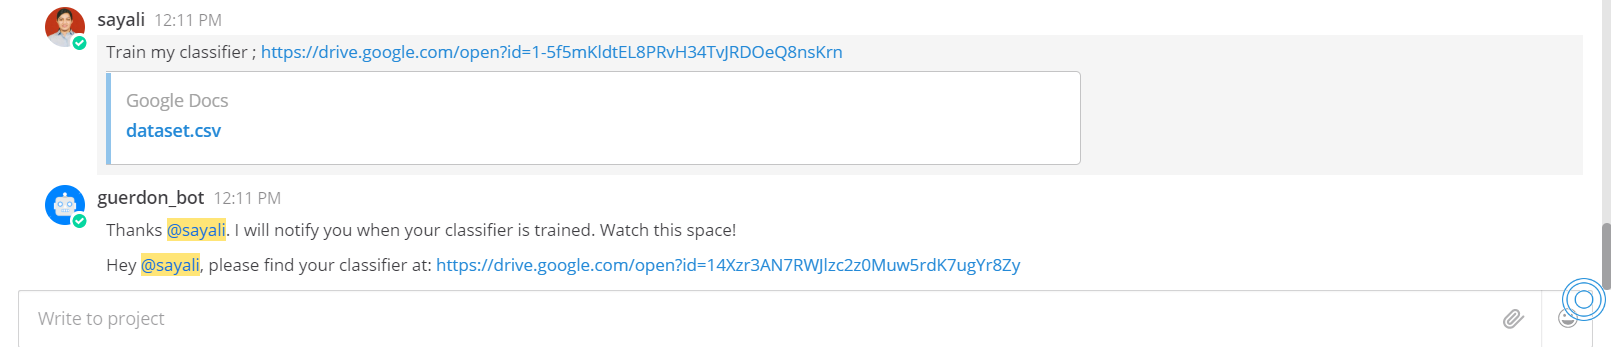 sayali 12:11 PM
Train my classifier ; https://drive.google.com/open?id=1-5f5mKldtEL8PRvH34TvJRDOeQ8nsKrn
Google Docs
dataset.csv
guerdon_bot 12:11 PM
Thanks @sayali. I will notify you when your classifier is trained. Watch this space!
Hey @sayali, please find your classifier at: https://drive.google.com/open?id=14Xzr3AN7RWJlzc2z0Muw5rdK7ugYr8Zy
Write to project